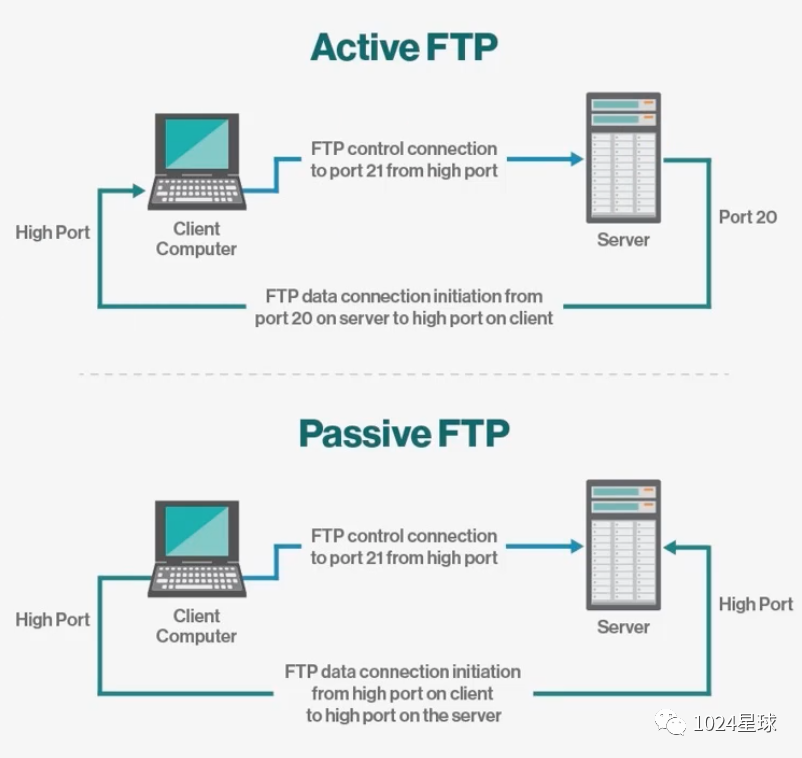 Active FTP
FTP control connection
to port 21 from high port
High Port
Client
Computer
Server
Port 20
FTP data connection initiation from
port 20 on server to high port on client
Passive FTP
FTP control connection
to port 21 from high port
High Port
Client
Computer
Server
High Port
FTP data connection initiation
from high port on client
to high port on the server
1024星球